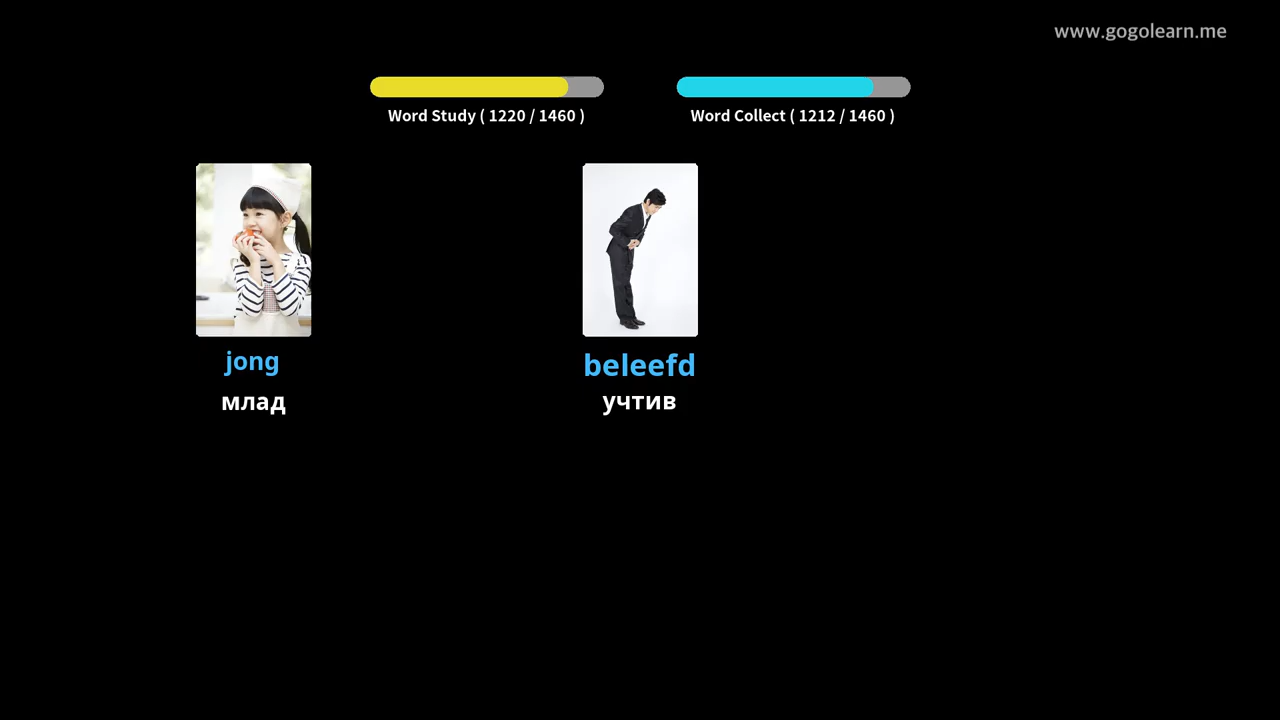 www.gogolearn.me
Word Study ( 1220 / 1460 )
Word Collect ( 1212 / 1460 )
jong
beleefd
млад
учтив